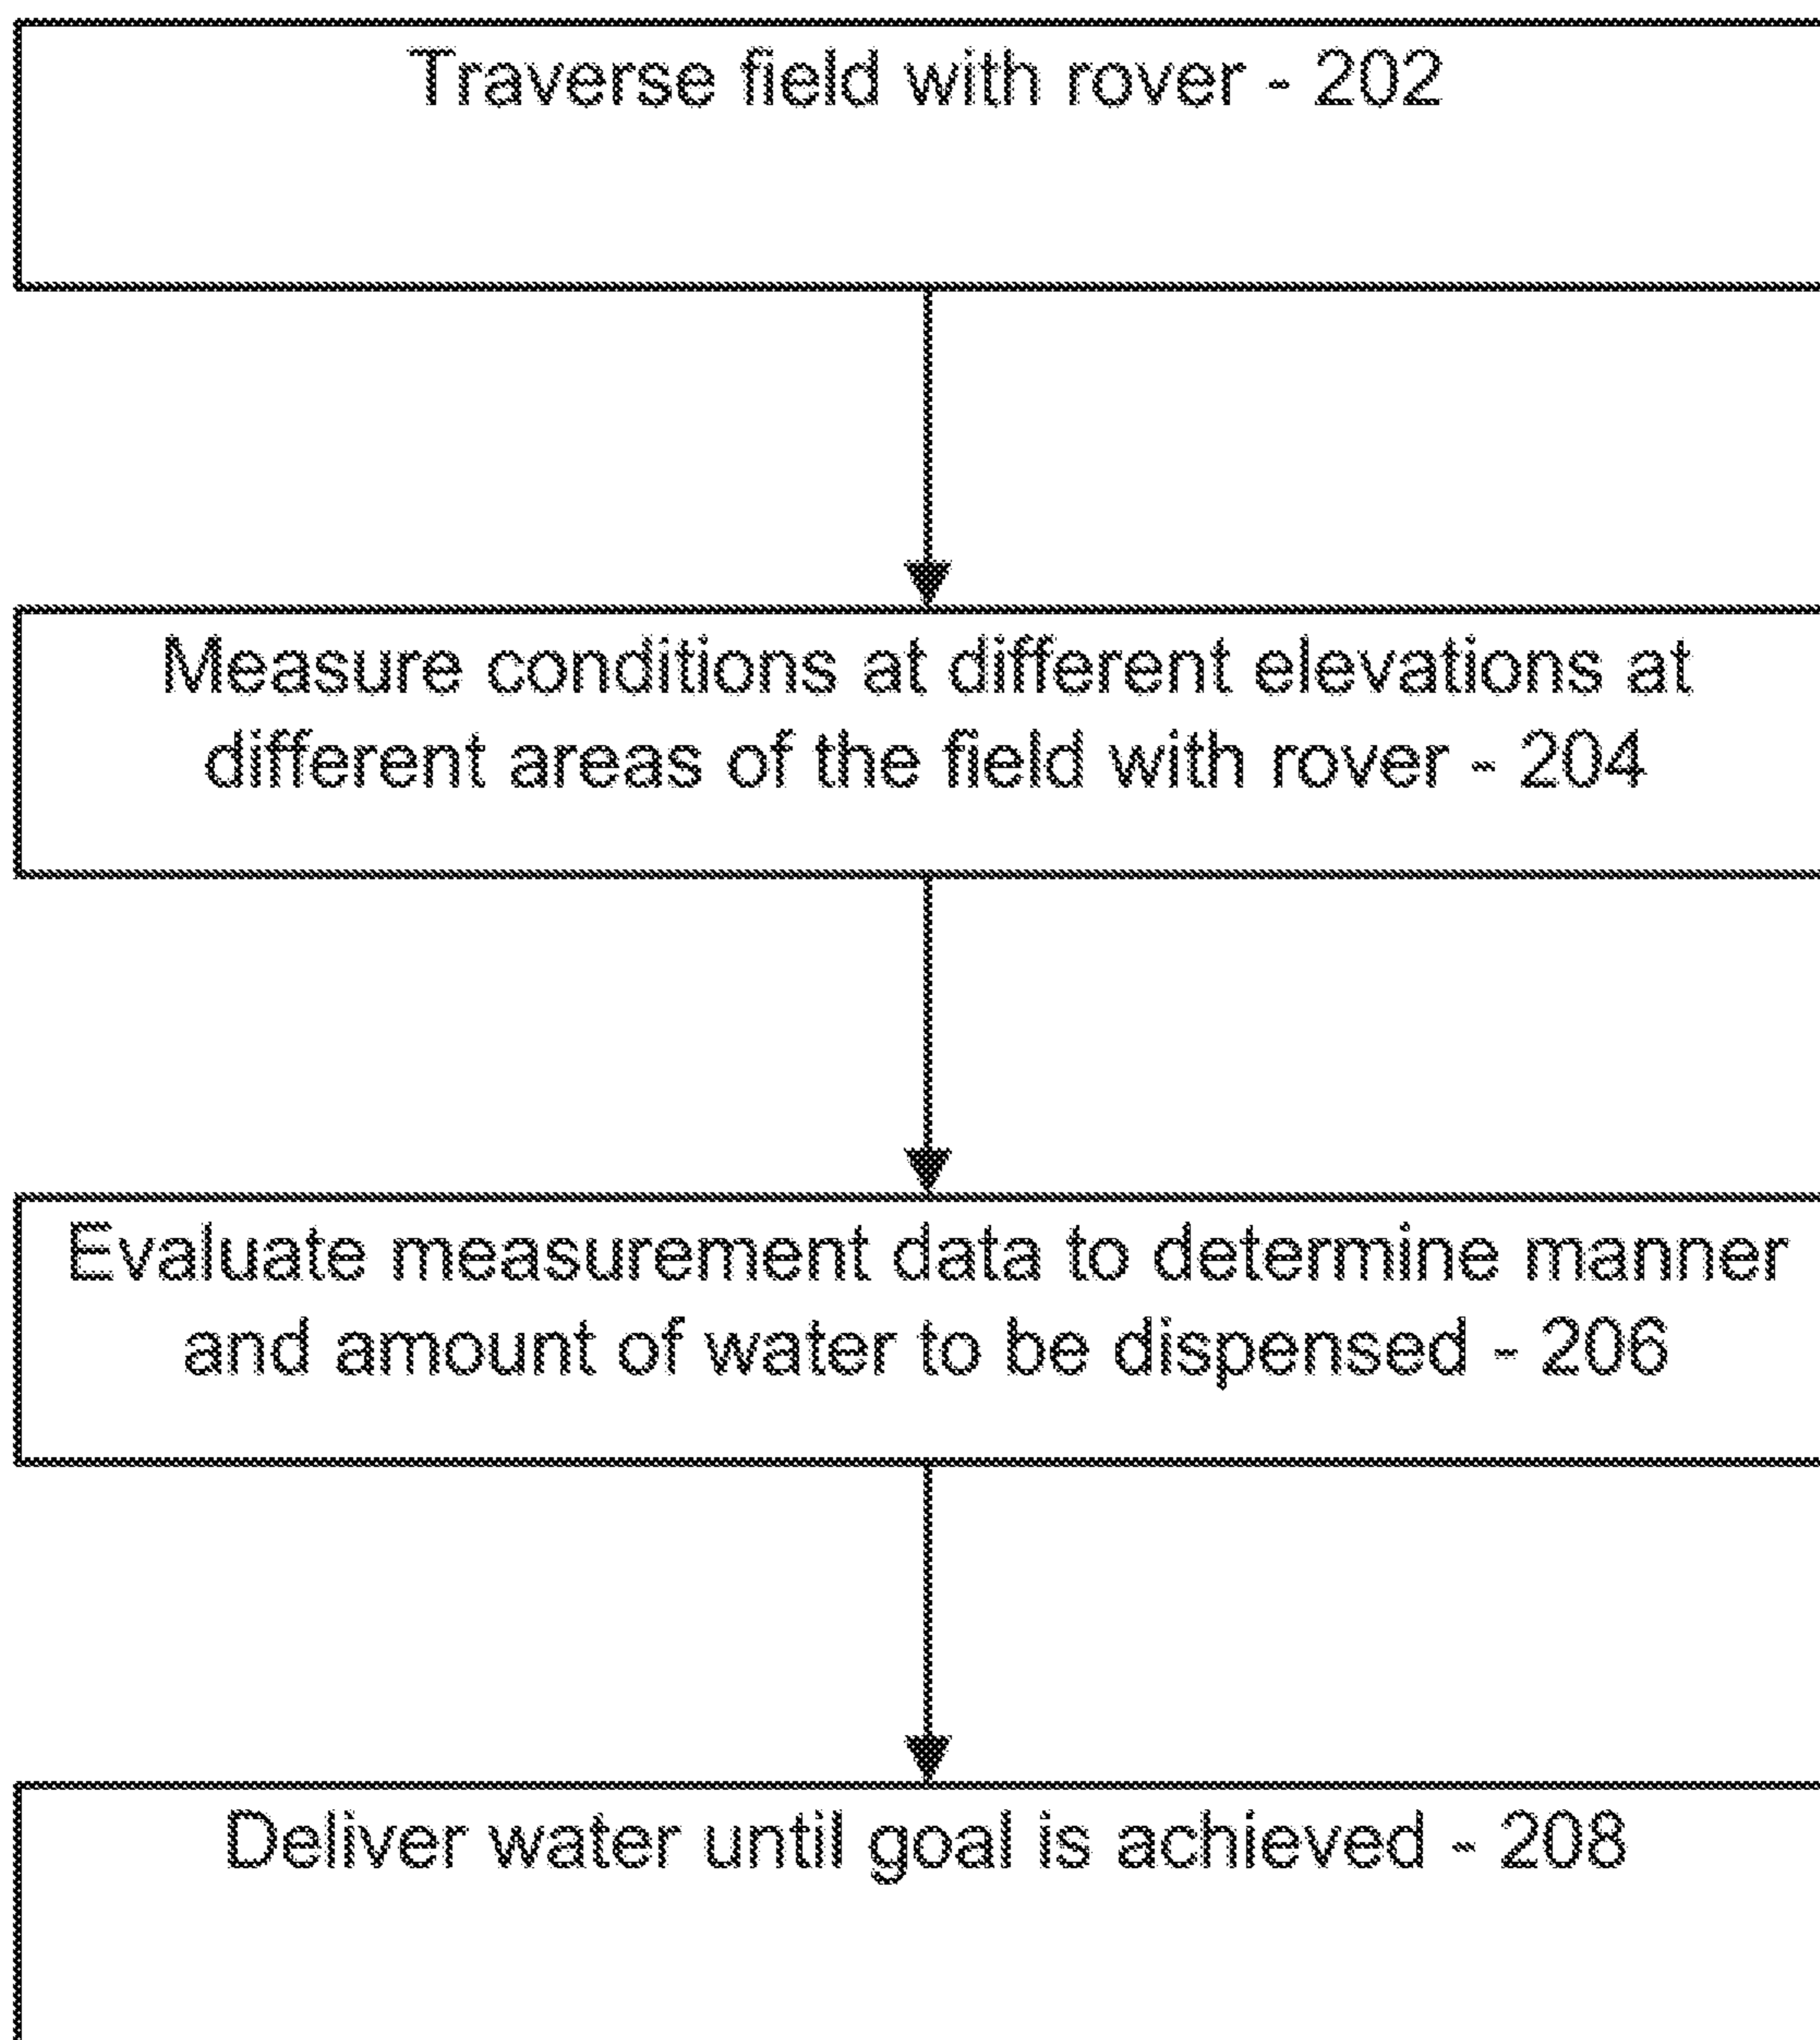 Traverse field with rover - 202
Measure conditions at different elevations at
different areas of the field with rover - 204
Evaluate measurement data to determine manner
and amount of water to be dispensed - 206
Deliver water until goal is achieved - 208